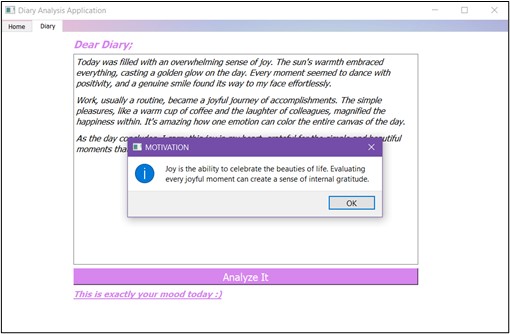 Diary Analysis Application
Home Diary
Dear Diary;
Today was filled with an overwhelming sense of joy. The sun's warmth embraced
everything, casting a golden glow on the day. Every moment seemed to dance with
positivity, and a genuine smile found its way to my face effortlessly.
Work, usually a routine, became a joyful journey of accomplishments. The simple
pleasures, like a warm cup of coffee and the laughter of colleagues, magnified the
happiness within. It's amazing how one emotion can color the entire canvas of the day.
As the day
moments
MOTIVATION
Joy is the ability to celebrate the beauties of life. Evaluating
every joyful moment can create a sense of internal gratitude.
OK
Analyze It
This is exactly your mood today :)